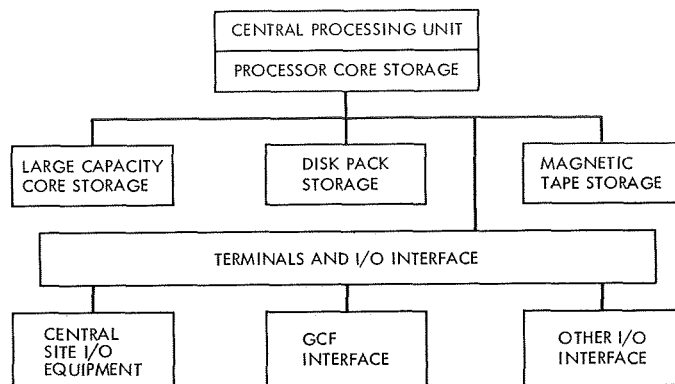 CENTRAL PROCESSING UNIT
PROCESSOR CORE STORAGE
LARGE CAPACITY
CORE STORAGE
DISK PACK
STORAGE
MAGNETIC
TAPE STORAGE
TERMINALS AND I/O INTERFACE
CENTRAL
SITE I/O
EQUIPMENT
GCF
INTERFACE
OTHER I/O
INTERFACE